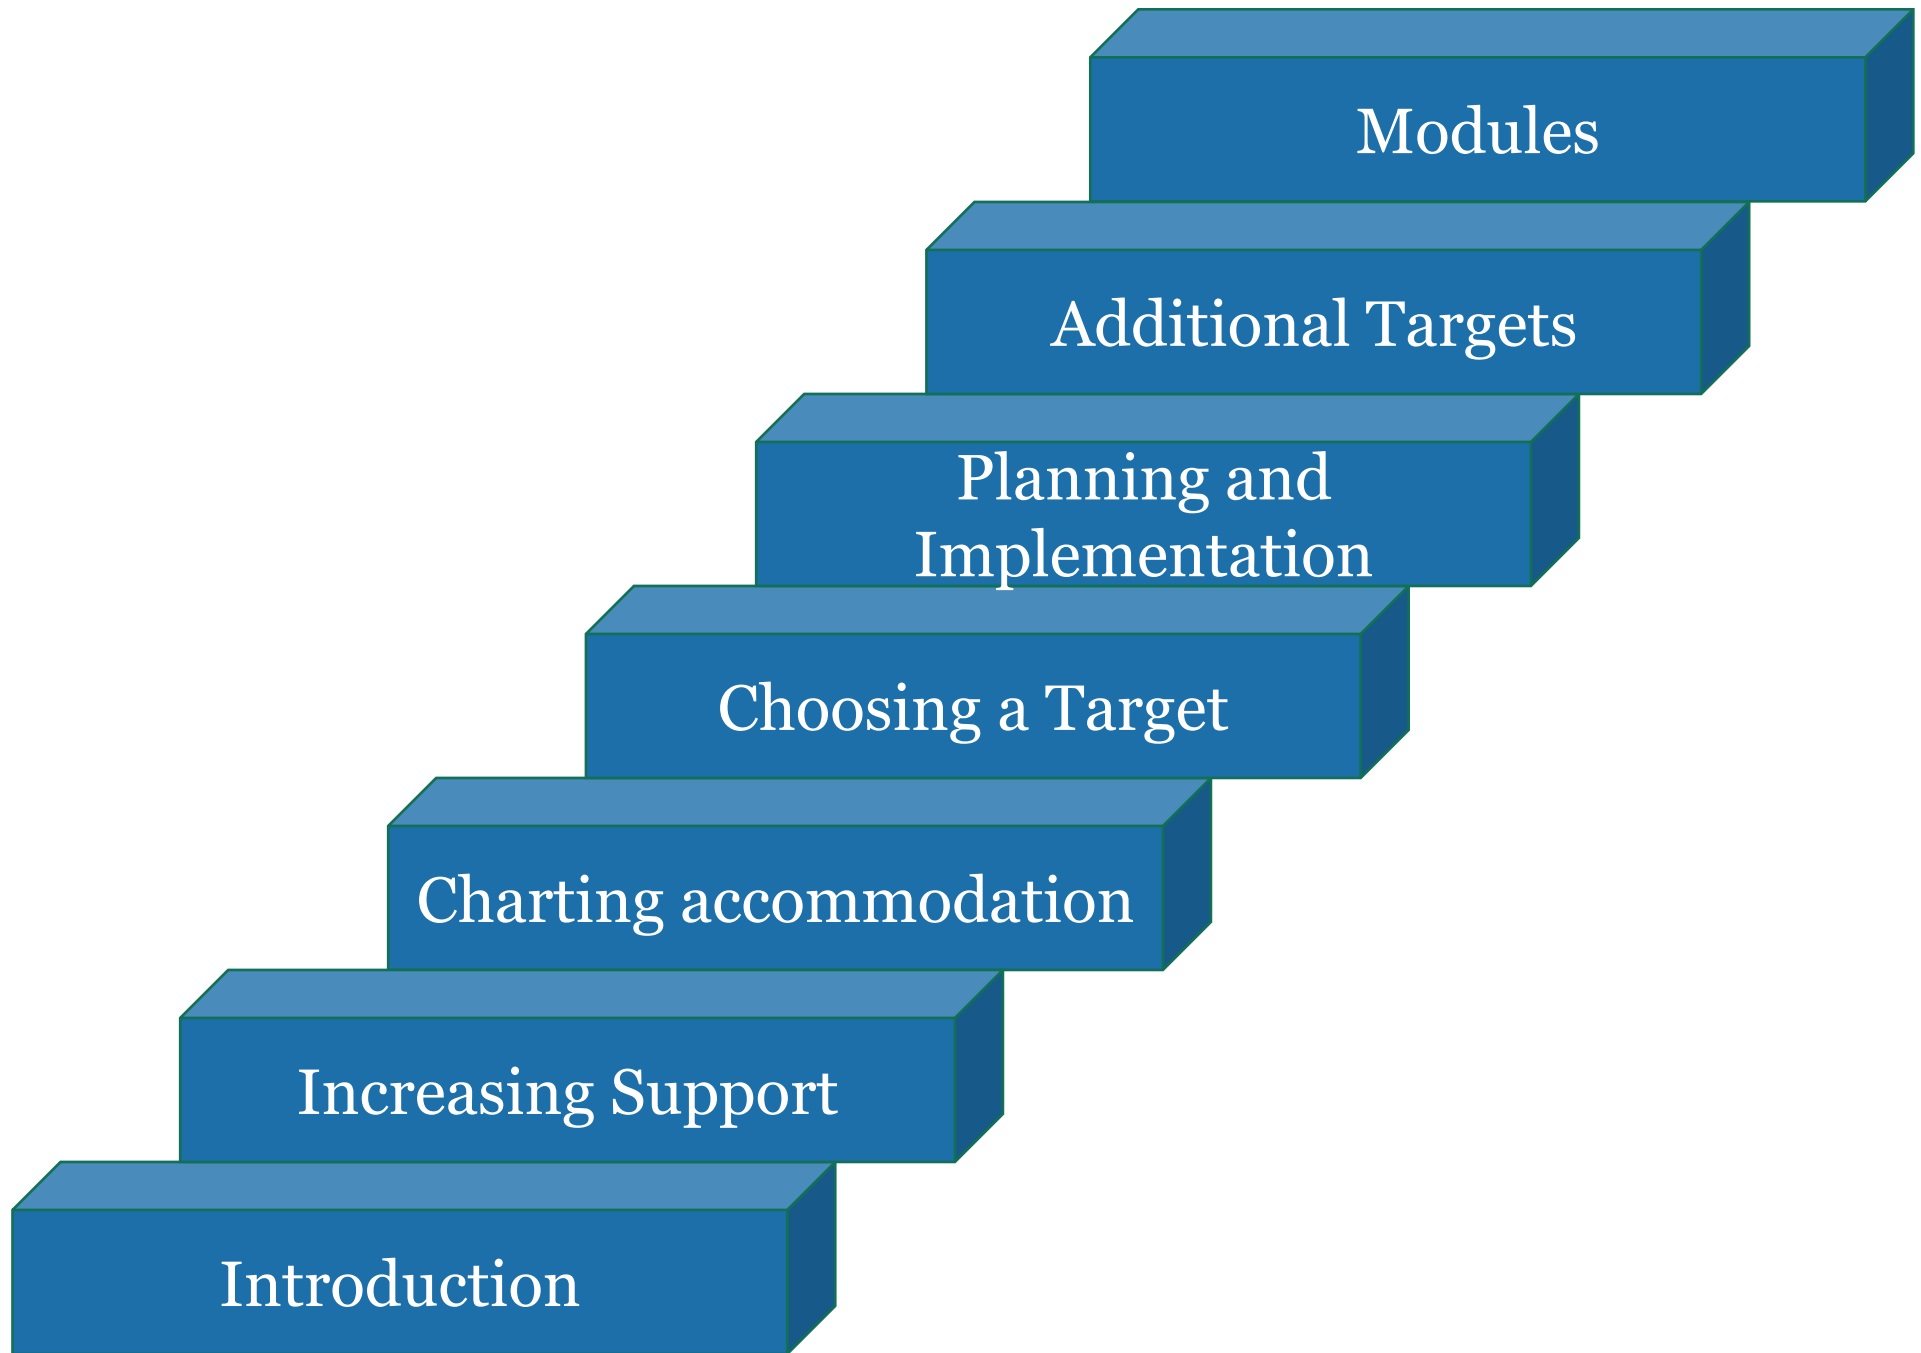 Modules
Additional Targets
Planning and
Implementation
Choosing a Target
Charting accommodation
Increasing Support
Introduction